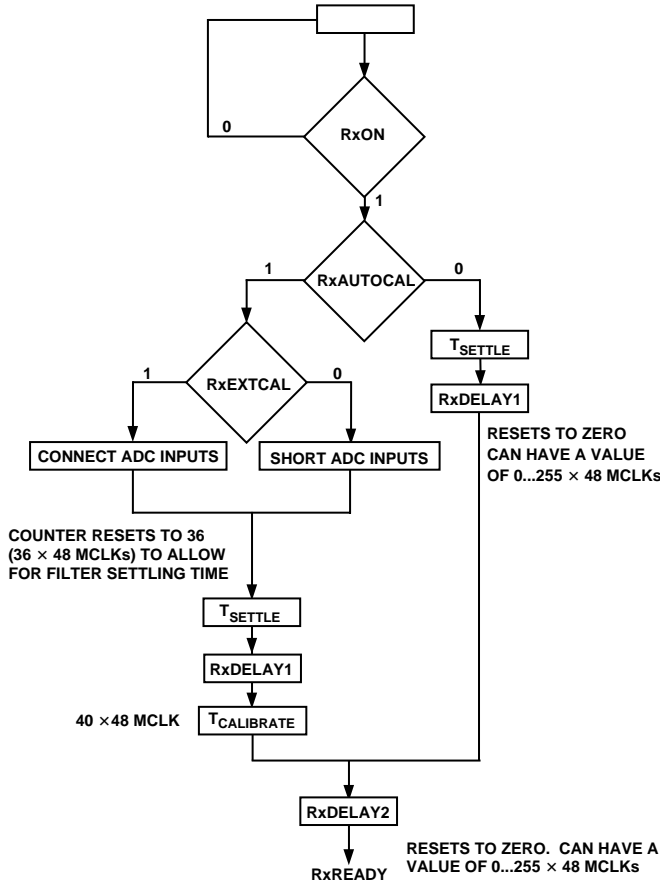 0
RxON
1
1
RxAUTOCAL
0
TSETTLE
1
RxEXTCAL
0
RxDELAY1
CONNECT ADC INPUTS
SHORT ADC INPUTS
RESETS TO ZERO
CAN HAVE A VALUE
OF 0...255 × 48 MCLKs
COUNTER RESETS TO 36
(36 × 48 MCLKs) TO ALLOW
FOR FILTER SETTLING TIME
TSETTLE
RxDELAY1
40 ×48 MCLK
TCALIBRATE
RxDELAY2
RxREADY
RESETS TO ZERO. CAN HAVE A
VALUE OF 0...255 × 48 MCLKs